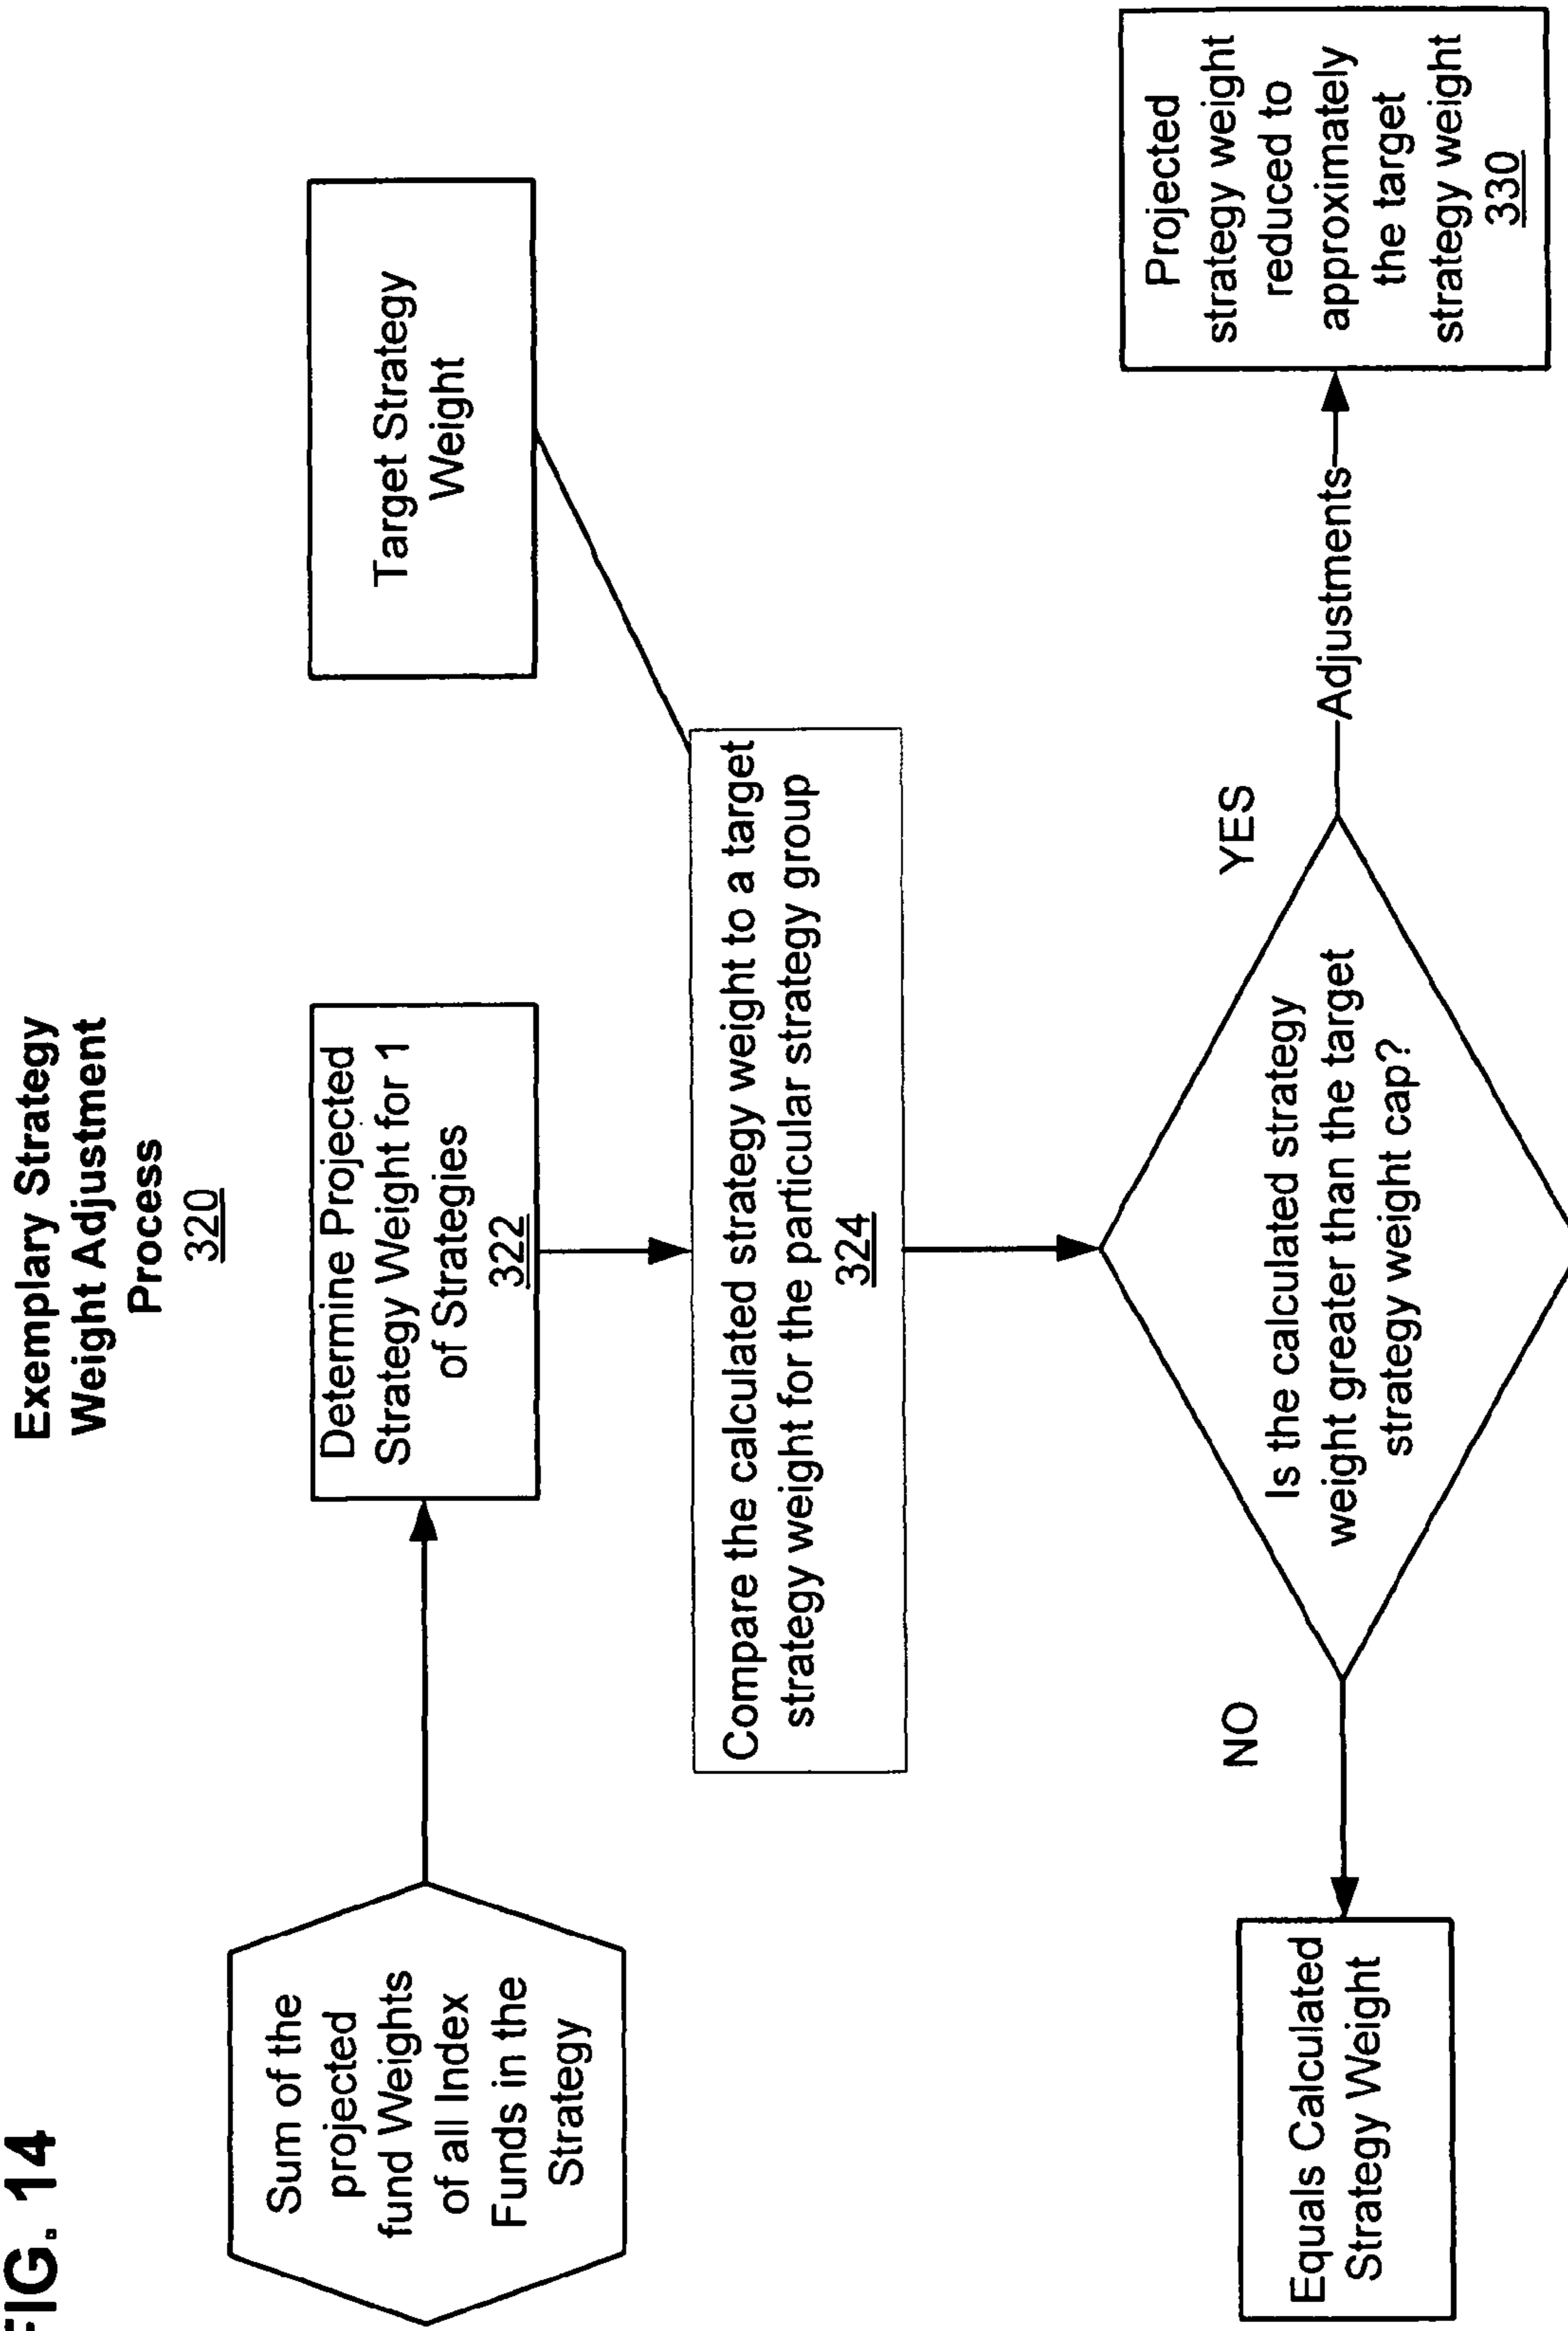 FIG. 14
Exemplary Strategy
Weight Adjustment
Process
320
Sum of the
projected
fund Weights
of all Index
Funds in the
Strategy
Determine Projected
Strategy Weight for 1
of Strategies
322
Target Strategy
Weight
Compare the calculated strategy weight to a target
strategy weight for the particular strategy group
324
NO
YES
Equals Calculated
Strategy Weight
Is the calculated strategy
weight greater than the target
strategy weight cap?
Adjustments
Projected
strategy weight
reduced to
approximately
the target
strategy weight
330